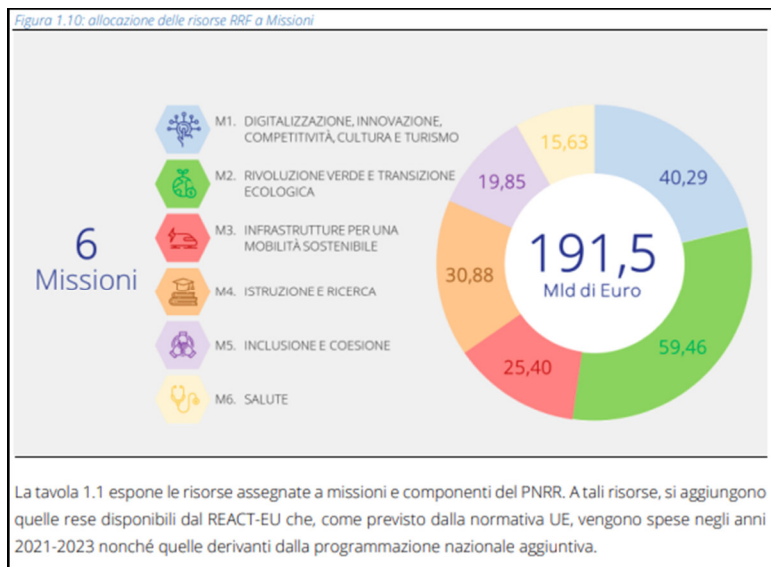 Figura 1.10: allocazione delle risorse RRF a Missioni
6
Missioni
M1. DIGITALIZZAZIONE, INNOVAZIONE,
COMPETITIVITÀ, CULTURA E TURISMO
M2. RIVOLUZIONE VERDE E TRANSIZIONE
ECOLOGICA
M3. INFRASTRUTTURE PER UNA
MOBILITÀ SOSTENIBILE
M4. ISTRUZIONE E RICERCA
M5. INCLUSIONE E COESIONE
M6. SALUTE
15,63
40,29
19,85
191,5
Mld di Euro
30,88
59,46
25,40
La tavola 1.1 espone le risorse assegnate a missioni e componenti del PNRR. A tali risorse, si aggiungono
quelle rese disponibili dal REACT-EU che, come previsto dalla normativa UE, vengono spese negli anni
2021-2023 nonché quelle derivanti dalla programmazione nazionale aggiuntiva.